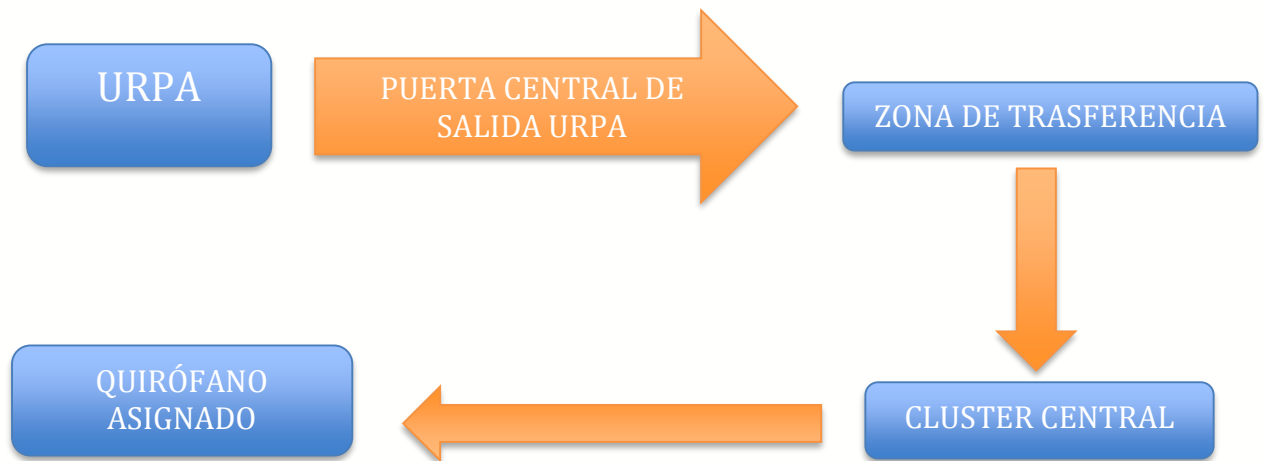 URPA
PUERTA CENTRAL DE
SALIDA URPA
ZONA DE TRASFERENCIA
CLUSTER CENTRAL
QUIRÓFANO
ASIGNADO